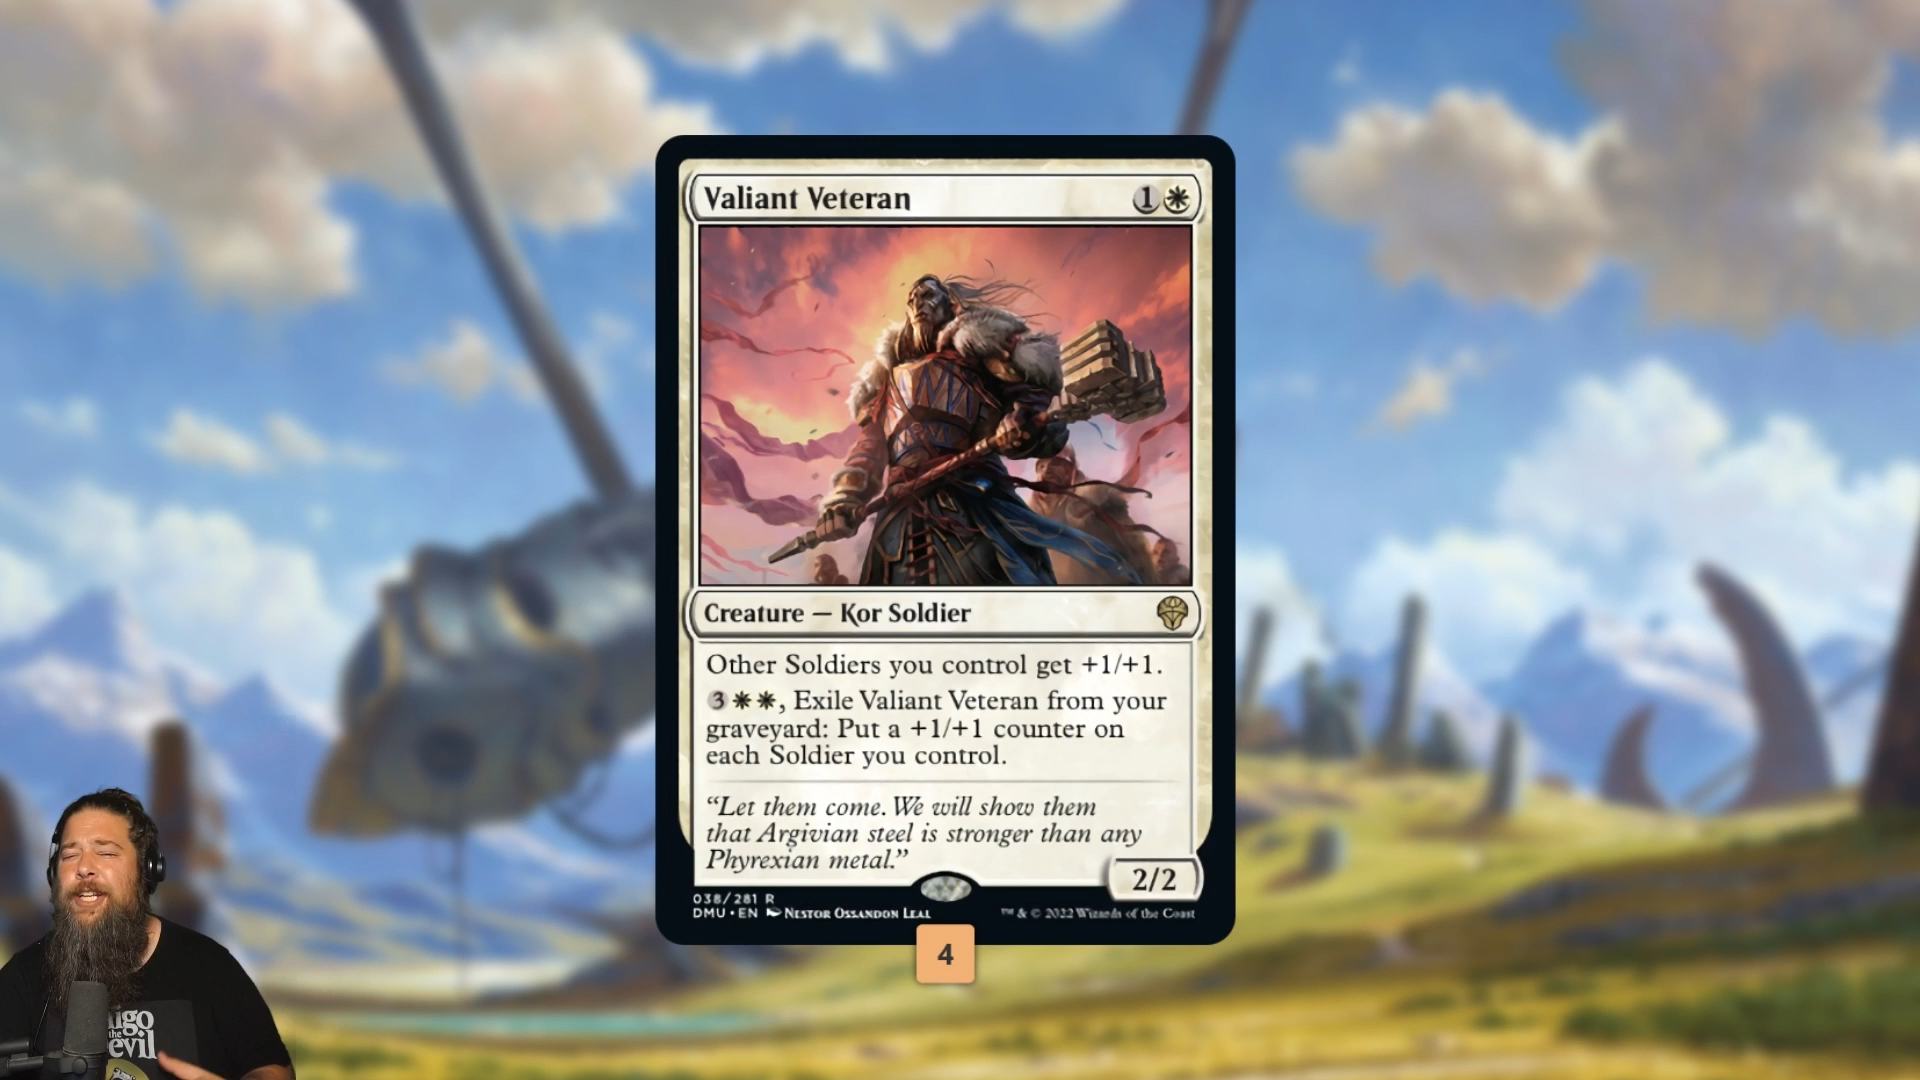 Valiant Veteran 1
Creature — Kor Soldier
Other Soldiers you control get +1/+1.
3, Exile Valiant Veteran from your
graveyard: Put a +1/+1 counter on
each Soldier you control.
“Let them come. We will show them
that Argivian steel is stronger than any
Phyrexian metal.”
2/2
038/281 R
DMU • EN Nestor Ossandon Leal
™ & © 2022 Wizards of the Coast
4
the
evil